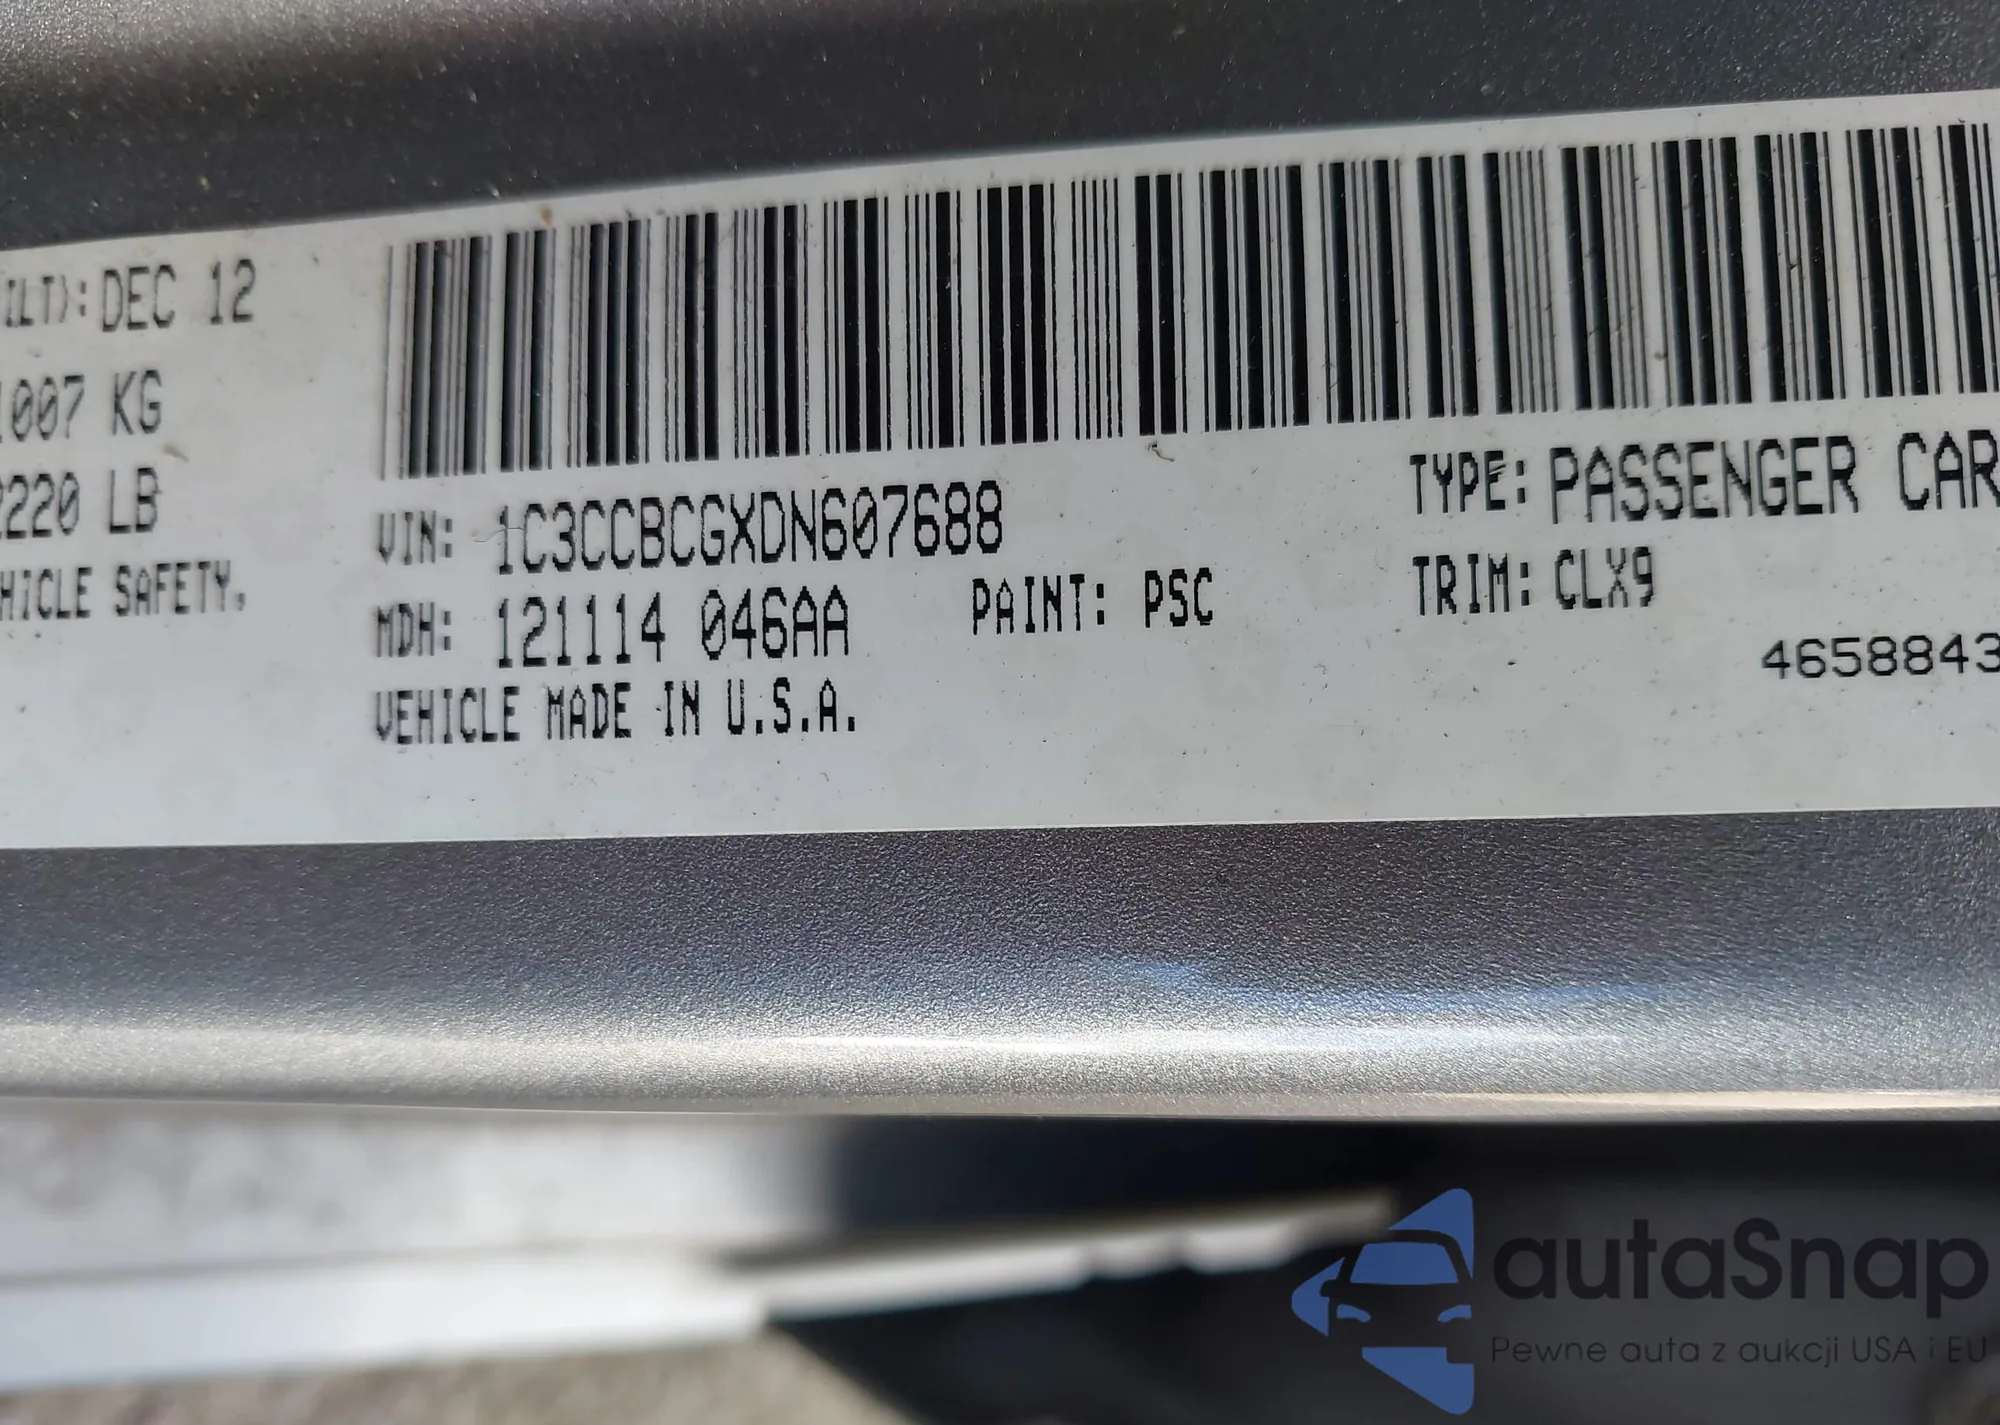 ILT): DEC 12
1007 KG
2220 LB
HICLE SAFETY,
VIN: 1C3CCBCGXDN607688
TYPE: PASSENGER CAR
MDH: 121114 046AA
PAINT: PSC
TRIM: CLX9
VEHICLE MADE IN U.S.A.
4658843
autaSnap
Pewne auta z aukcji USA i EU